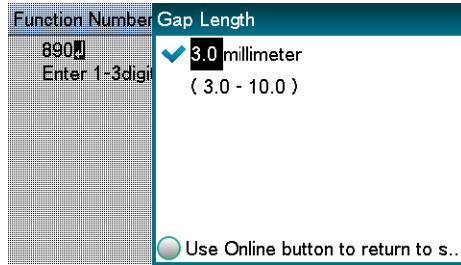 Function Number
890
Enter 1-3digi
Gap Length
3.0 millimeter
( 3.0 - 10.0 )
Use Online button to return to s..